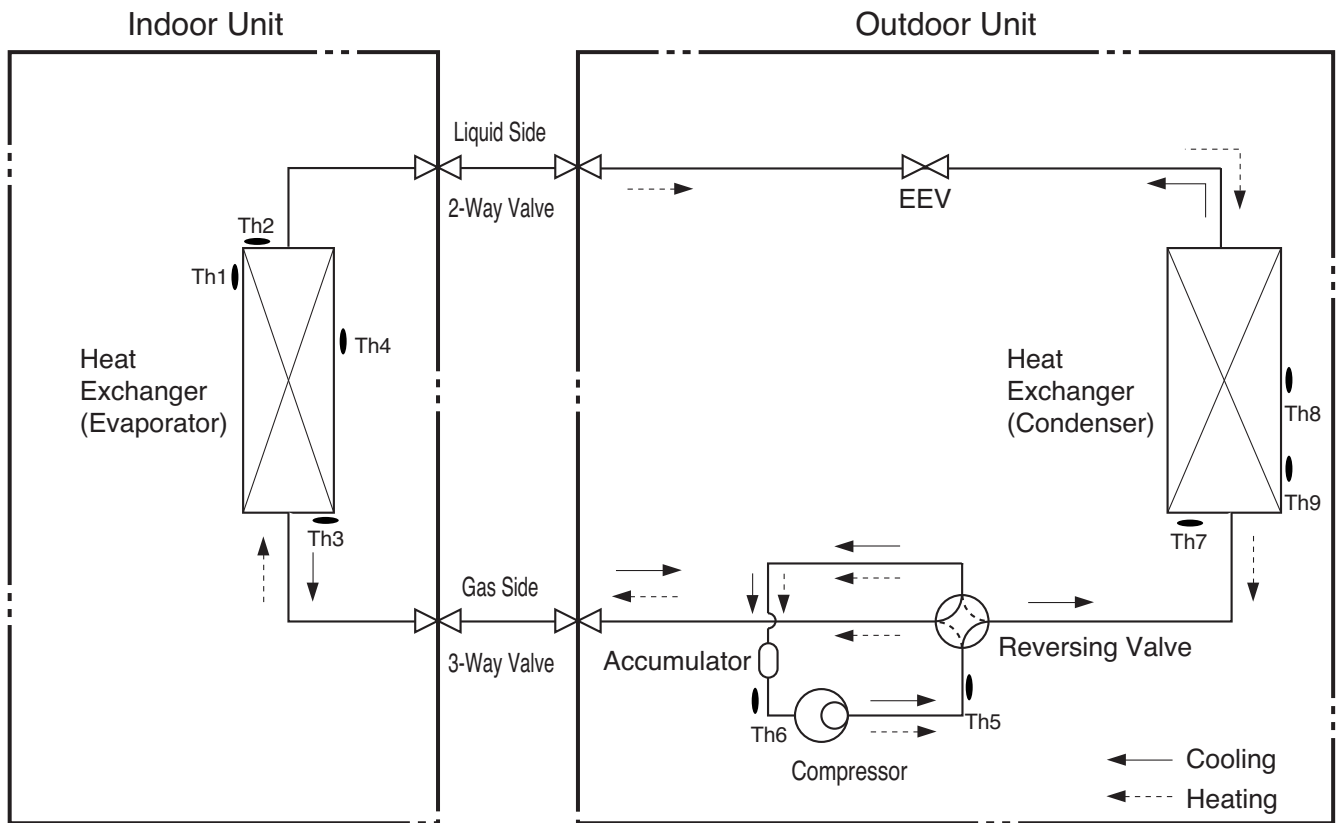 Indoor Unit
Outdoor Unit
Liquid Side
2-Way Valve
EEV
Th2
Th1
Th4
Heat
Exchanger
(Evaporator)
Heat
Exchanger
(Condenser)
Th8
Th9
Th3
Th7
Gas Side
3-Way Valve
Accumulator
Reversing Valve
Th6
Th5
Compressor
Cooling
Heating